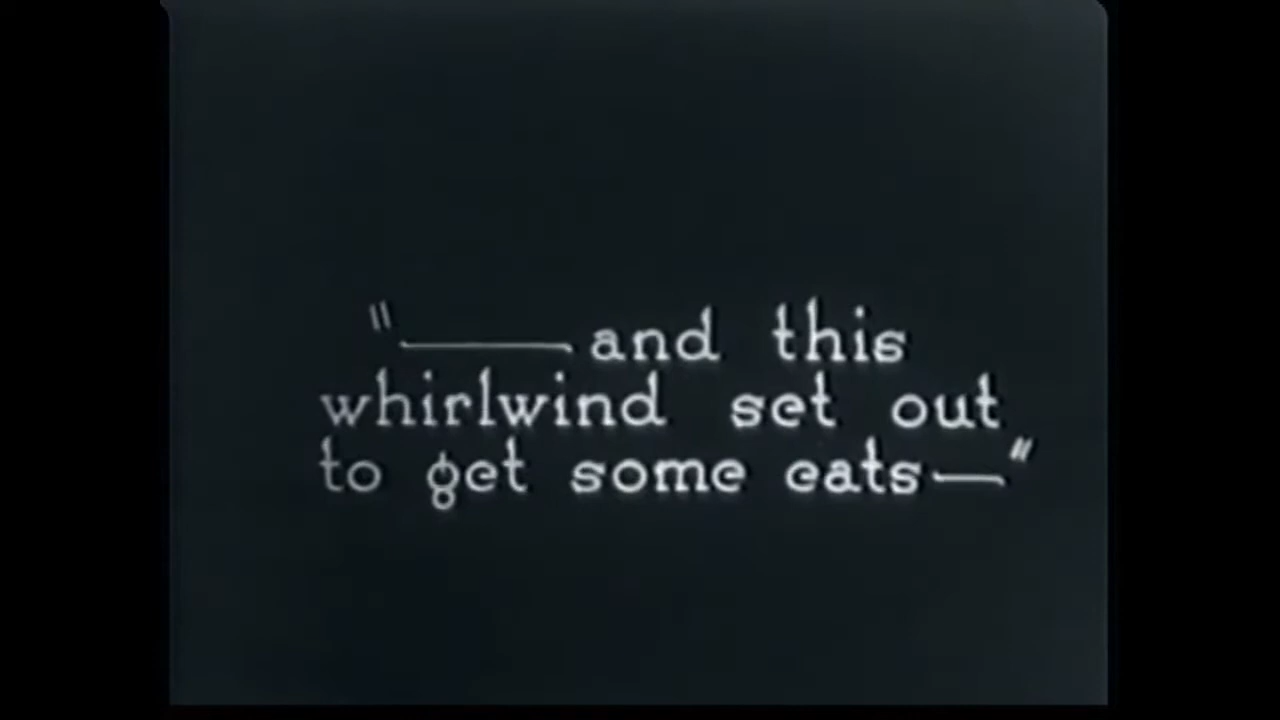 "——and this
whirlwind set out
to get some eats—"